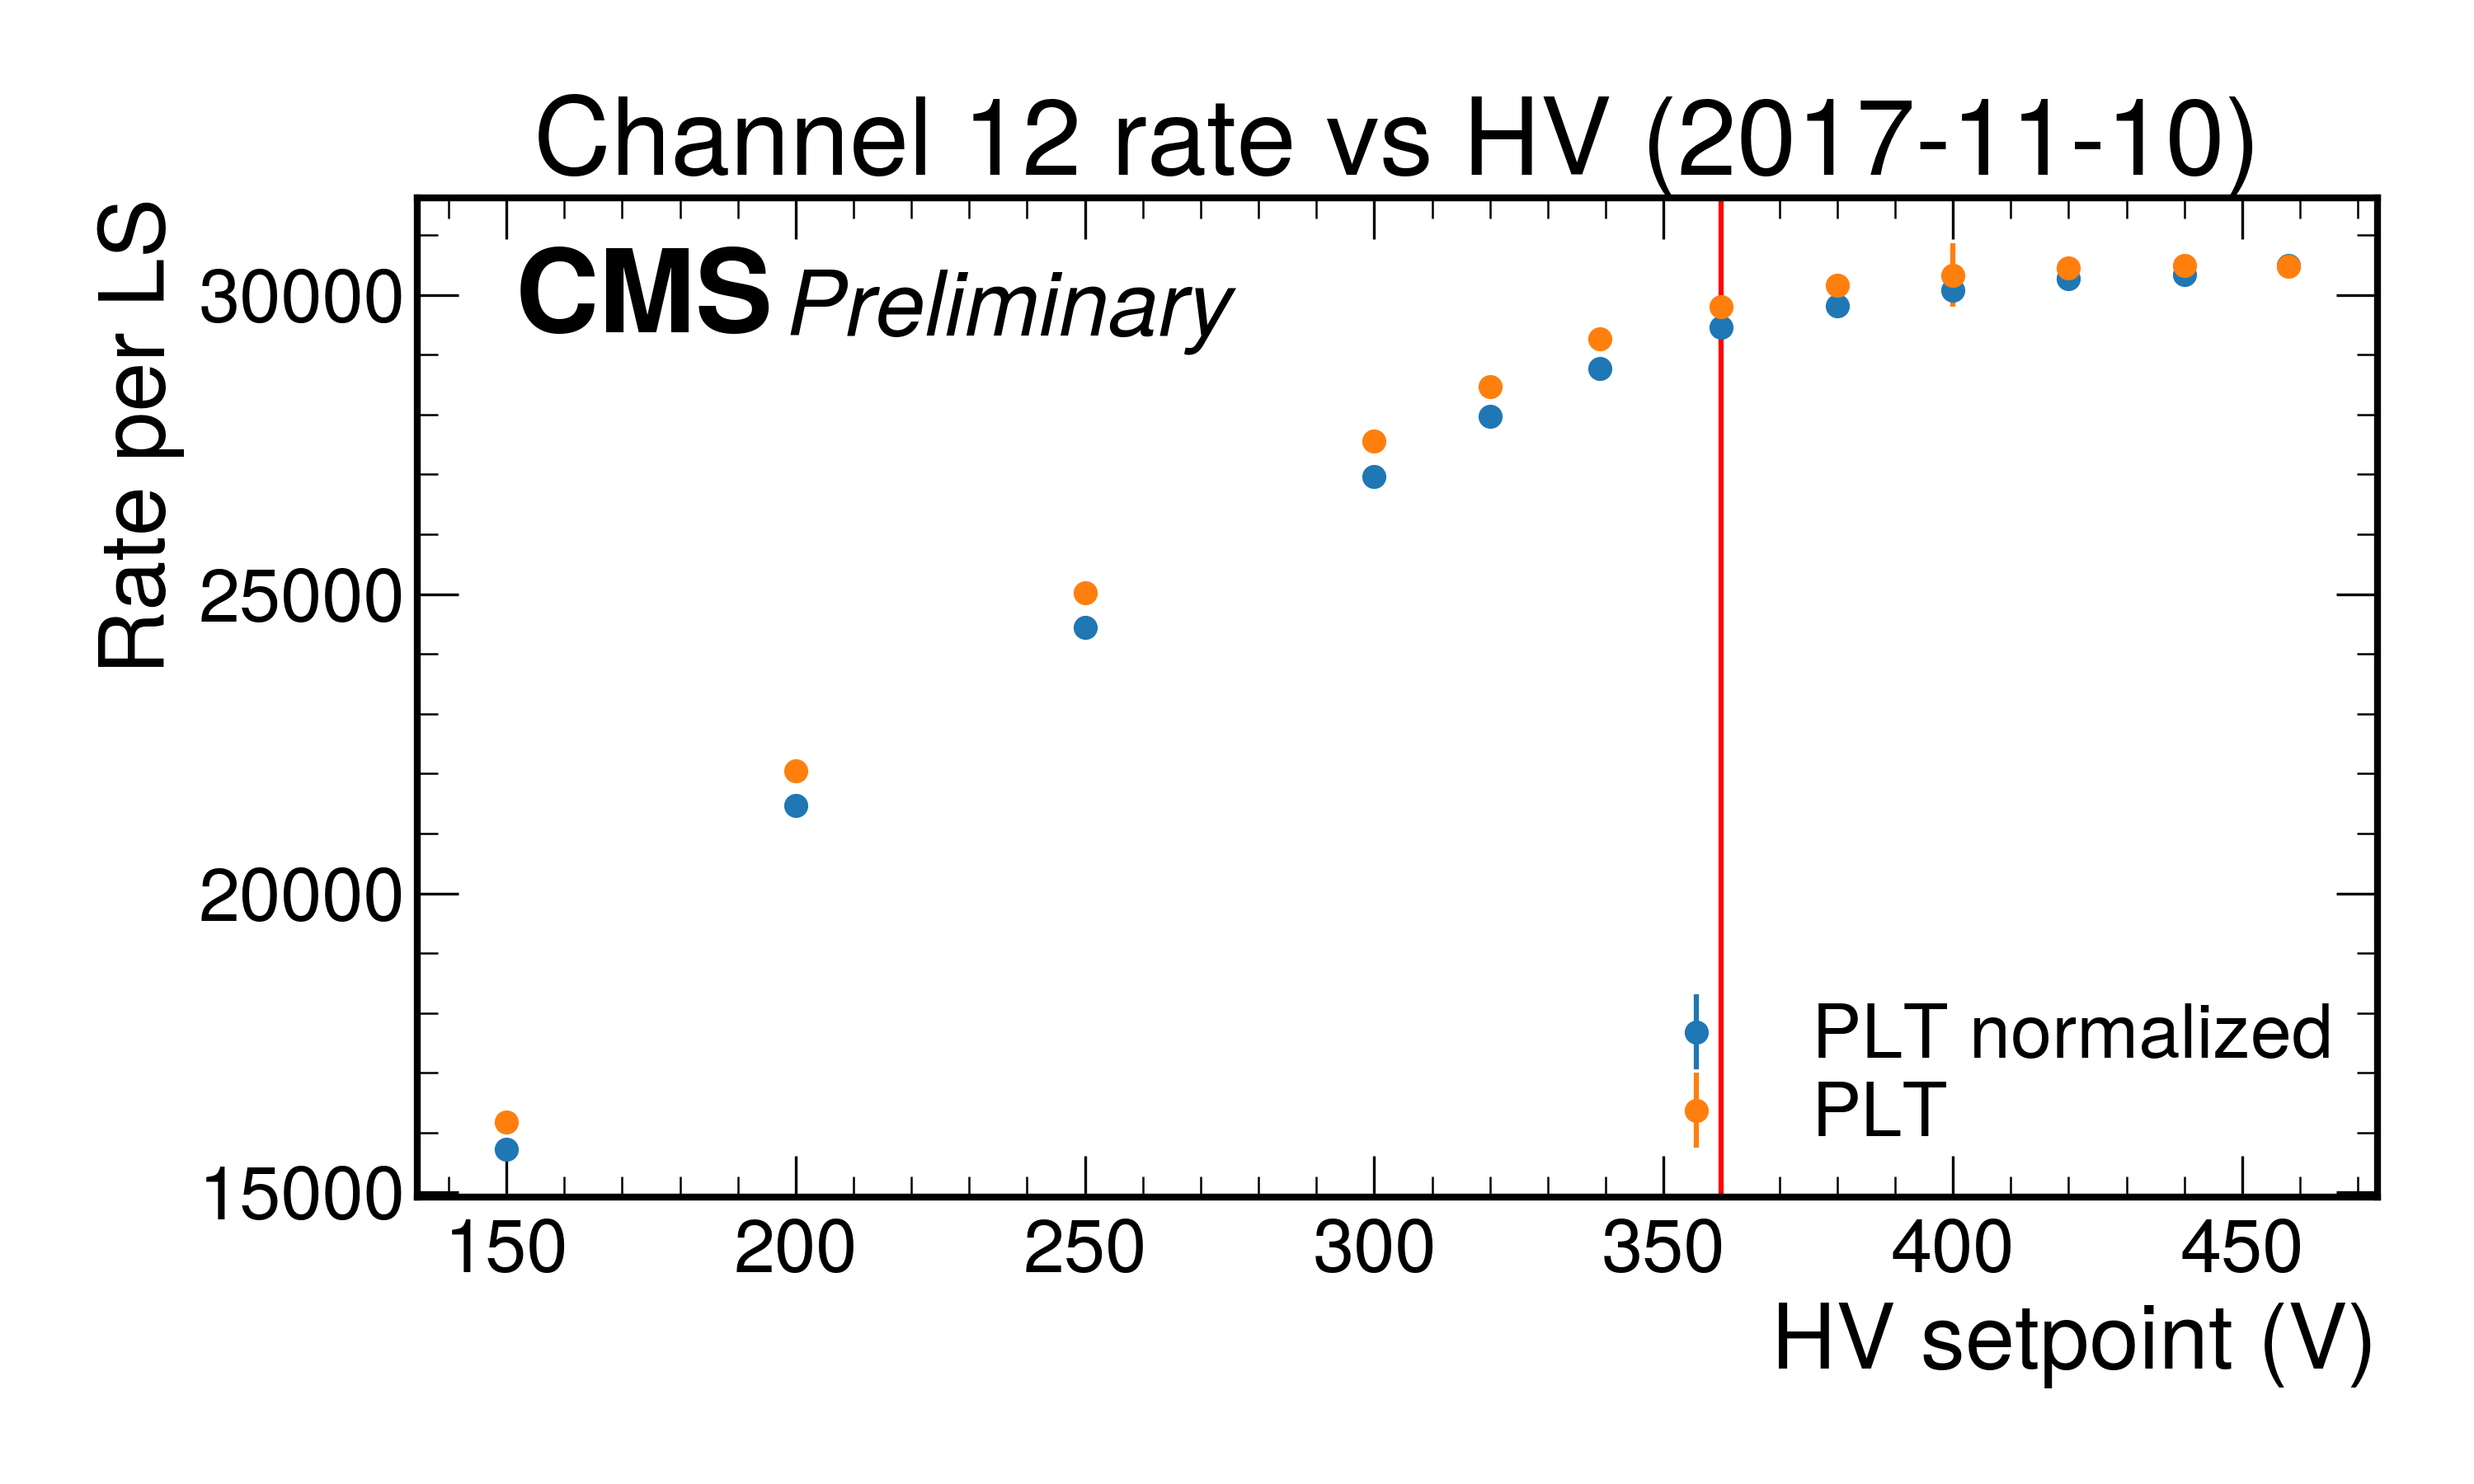 Channel 12 rate vs HV (2017-11-10)
CMS Preliminary
Rate per LS
30000
25000
20000
15000
PLT normalized
PLT
150 200 250 300 350 400 450
HV setpoint (V)